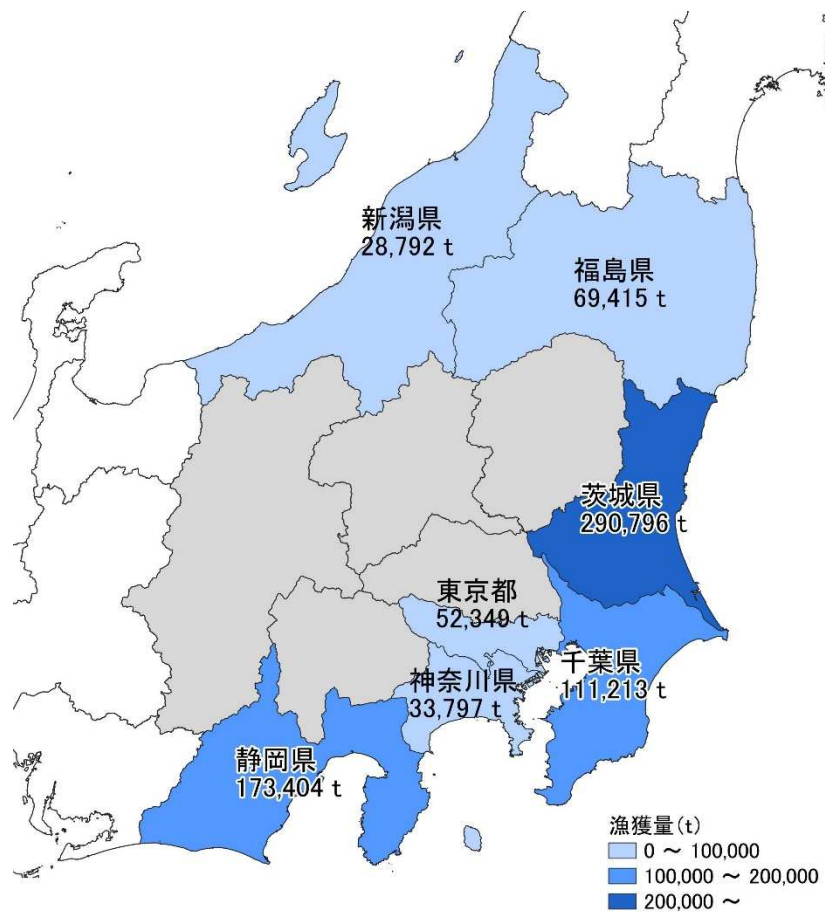 新潟県
28,792 t
福島県
69,415 t
茨城県
290,796 t
東京都
52,349 t
千葉県
111,213 t
神奈川県
33,797 t
静岡県
173,404 t
漁獲量(t)
0 ～ 100,000
100,000 ～ 200,000
200,000 ～